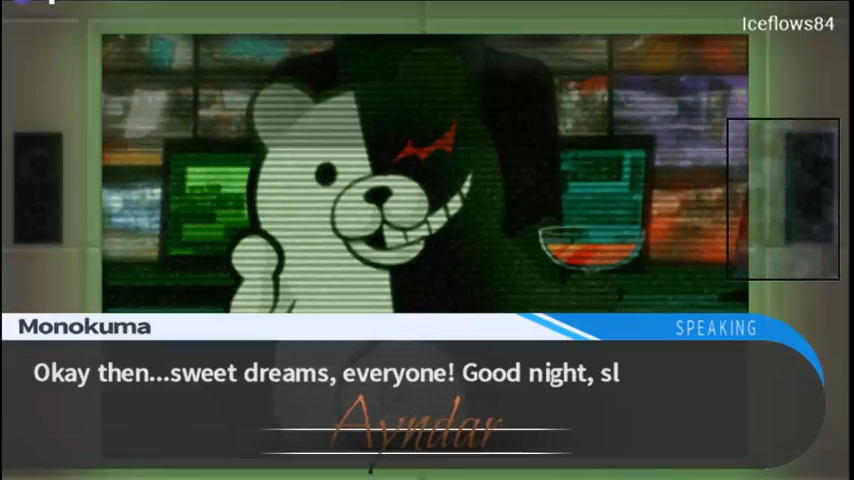 Iceflows84
Monokuma
SPEAKING
Okay then...sweet dreams, everyone! Good night, sl
Ayndar